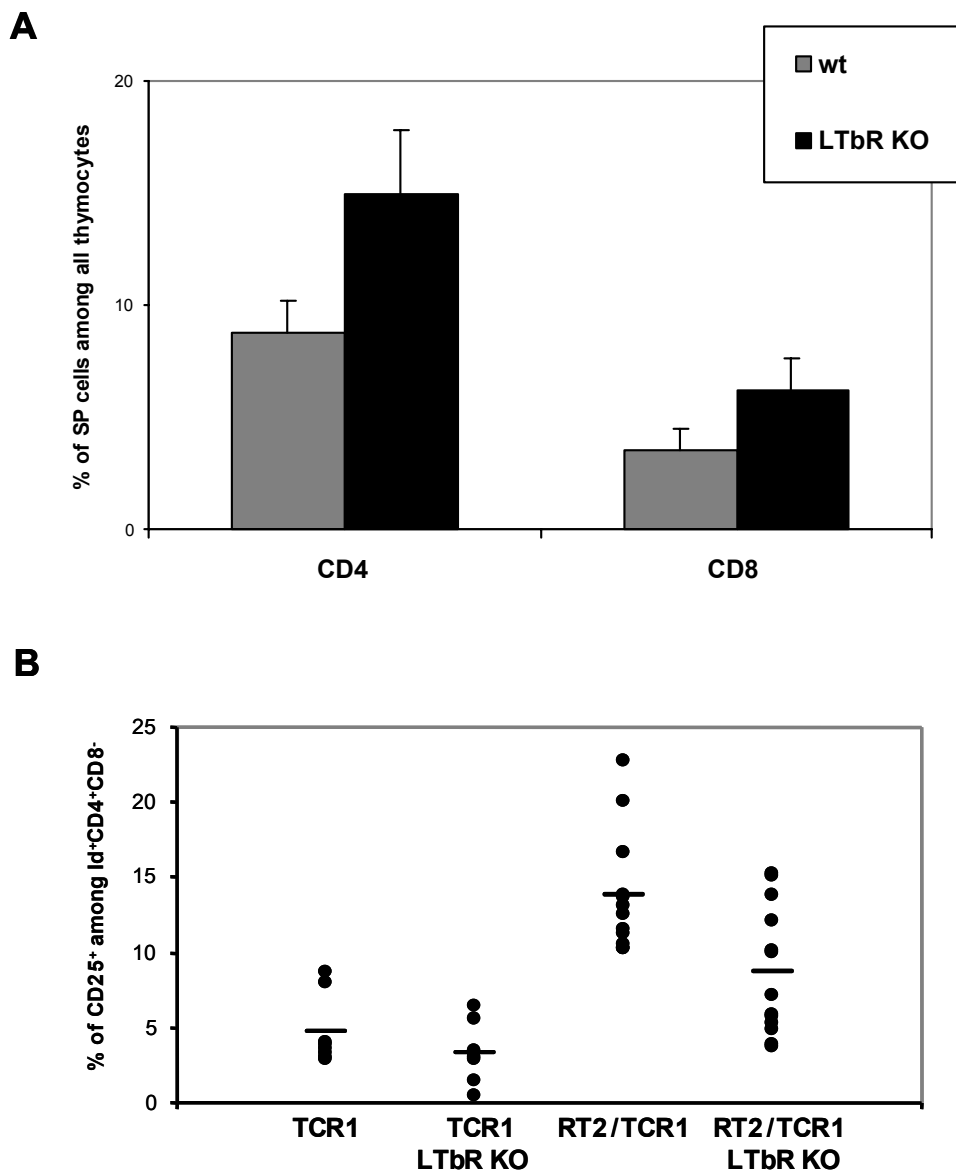 A
wt
LTbR KO
% of SP cells among all thymocytes
20
10
0
CD4 CD8
B
% of CD25⁺ among Id⁺CD4⁺CD8⁻
25
20
15
10
5
0
TCR1 TCR1 RT2/TCR1 RT2/TCR1
LTbR KO LTbR KO